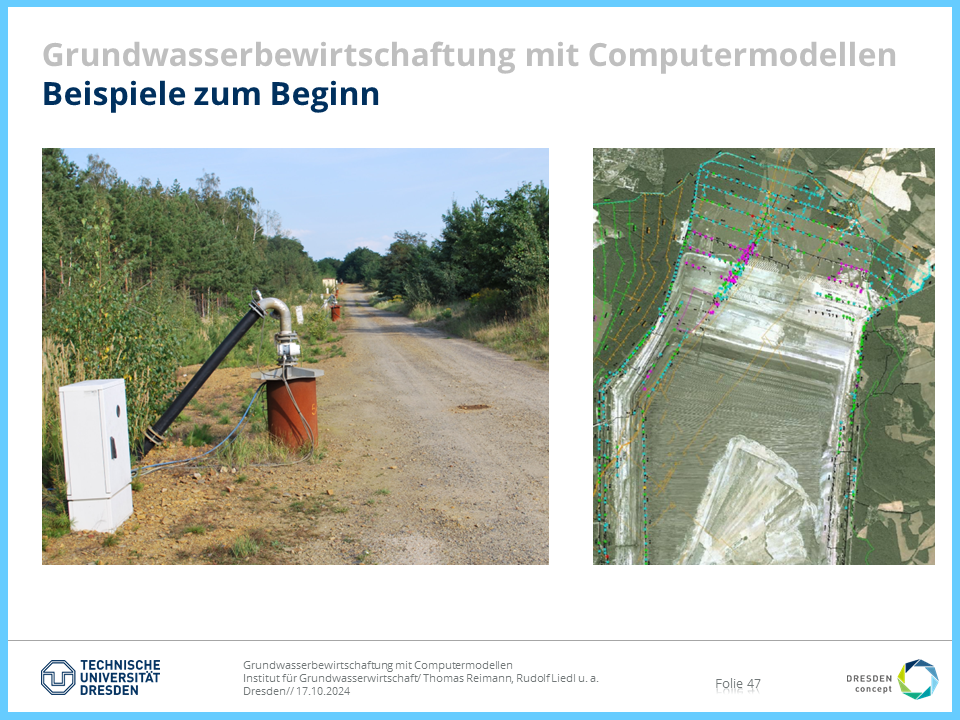 Grundwasserbewirtschaftung mit Computermodellen
Beispiele zum Beginn
TECHNISCHE
UNIVERSITÄT
DRESDEN
Grundwasserbewirtschaftung mit Computermodellen
Institut für Grundwasserwirtschaft/ Thomas Reimann, Rudolf Liedl u. a.
Dresden// 17.10.2024
Folie 47
DRESDEN
concept